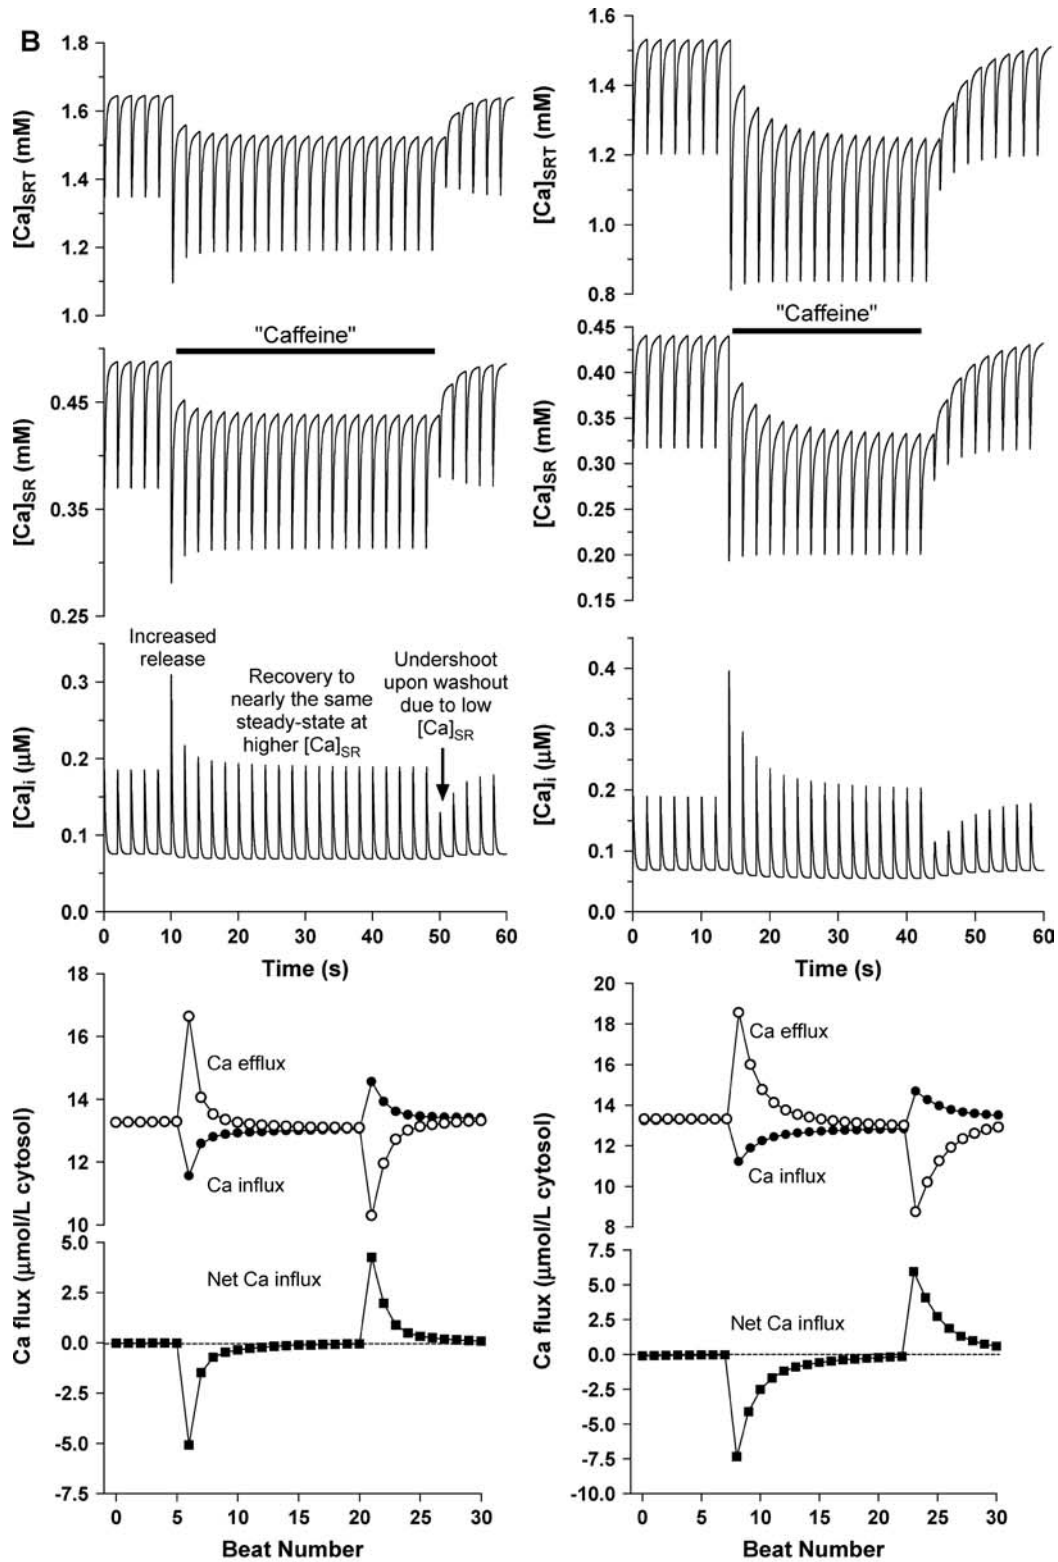 B
[Ca]SRT (mM)
1.8
1.6
1.4
1.2
1.0
[Ca]SRT (mM)
1.6
1.4
1.2
1.0
0.8
"Caffeine"
[Ca]SR (mM)
0.45
0.35
0.25
"Caffeine"
[Ca]SR (mM)
0.45
0.40
0.35
0.30
0.25
0.20
0.15
[Ca]i (μM)
0.3
0.2
0.1
0.0
Increased
release
Recovery to
nearly the same
steady-state at
higher [Ca]SR
Undershoot
upon washout
due to low
[Ca]SR
0 10 20 30 40 50 60
Time (s)
[Ca]i (μM)
0.4
0.3
0.2
0.1
0.0
0 10 20 30 40 50 60
Time (s)
Ca flux (μmol/L cytosol)
18
16
14
12
10
Ca efflux
Ca influx
5.0
2.5
0.0
-2.5
-5.0
-7.5
Net Ca influx
0 5 10 15 20 25 30
Beat Number
Ca flux (μmol/L cytosol)
20
18
16
14
12
10
8
Ca efflux
Ca influx
7.5
5.0
2.5
0.0
-2.5
-5.0
-7.5
-10.0
Net Ca influx
0 5 10 15 20 25 30
Beat Number